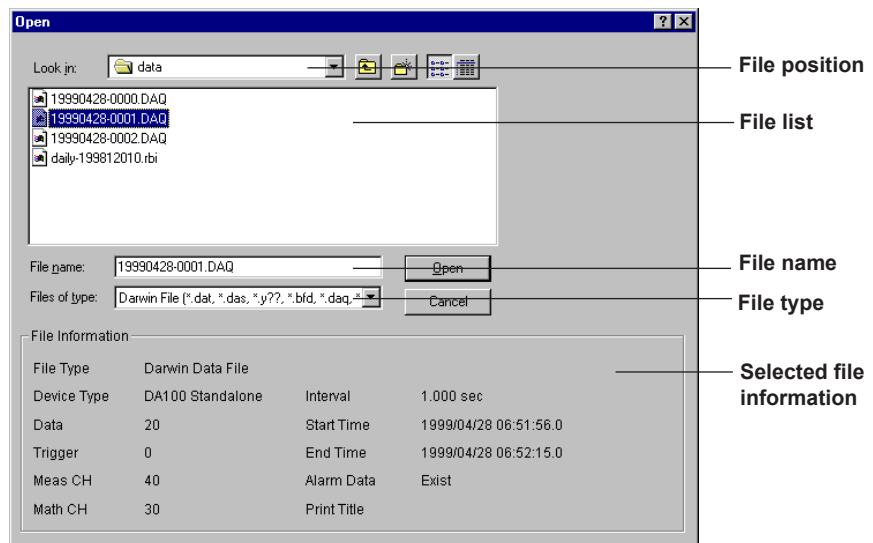 Open
Look in: data
File position
19990428-0000.DAQ
19990428-0001.DAQ
File list
19990428-0002.DAQ
daily-199812010.rbi
File name: 19990428-0001.DAQ Open
File name
Files of type: Darwin File (*.dat, *.das, *.y??, *.bfd, *.daq, * Cancel
File type
File Information
File Type Darwin Data File
Selected file
information
Device Type DA100 Standalone Interval 1.000 sec
Data 20 Start Time 1999/04/28 06:51:56.0
Trigger 0 End Time 1999/04/28 06:52:15.0
Meas CH 40 Alarm Data Exist
Math CH 30 Print Title